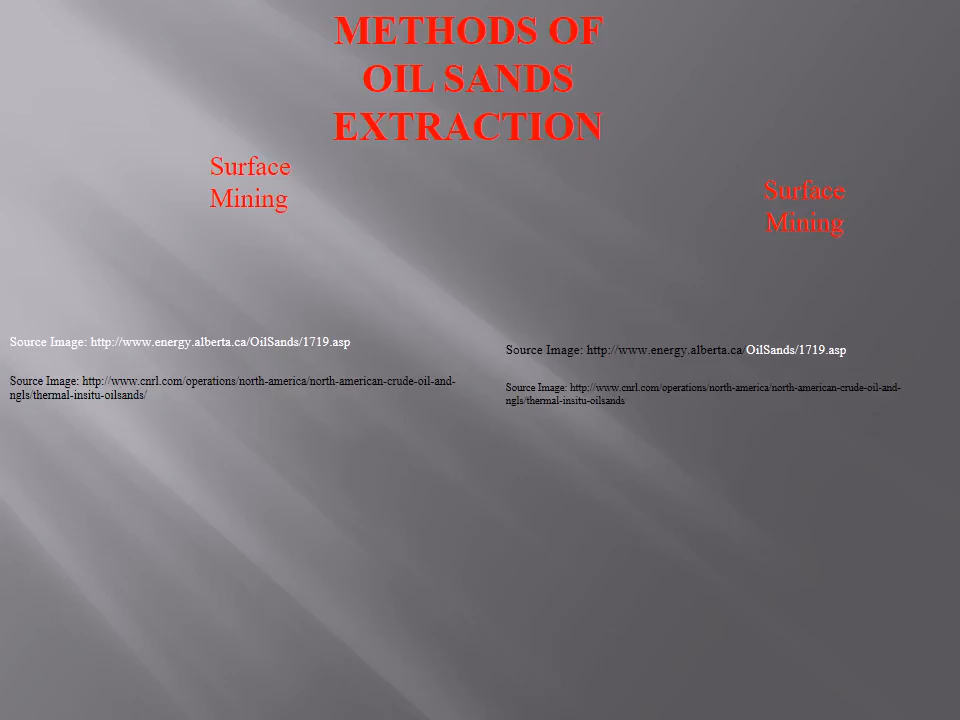 METHODS OF
OIL SANDS
EXTRACTION
Surface
Mining
Surface
Mining
Source Image: http://www.energy.alberta.ca/OilSands/1719.asp
Source Image: http://www.cnrl.com/operations/north-america/north-american-crude-oil-and-
ngls/thermal-insitu-oilsands/
Source Image: http://www.energy.alberta.ca/OilSands/1719.asp
Source Image: http://www.cnrl.com/operations/north-america/north-american-crude-oil-and-
ngls/thermal-insitu-oilsands